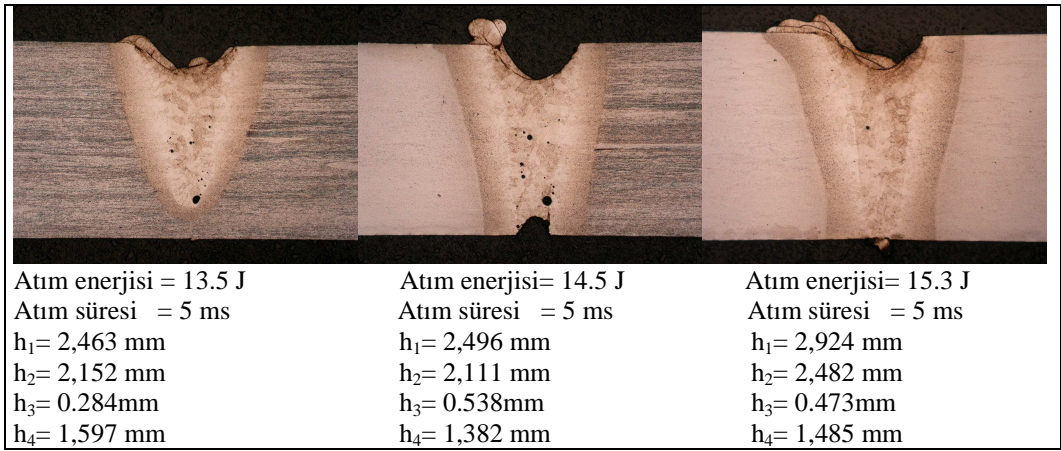 Atım enerjisi = 13.5 J
Atım süresi = 5 ms
h₁= 2,463 mm
h₂= 2,152 mm
h₃= 0.284mm
h₄= 1,597 mm
Atım enerjisi= 14.5 J
Atım süresi = 5 ms
h₁= 2,496 mm
h₂= 2,111 mm
h₃= 0.538mm
h₄= 1,382 mm
Atım enerjisi= 15.3 J
Atım süresi = 5 ms
h₁= 2,924 mm
h₂= 2,482 mm
h₃= 0.473mm
h₄= 1,485 mm